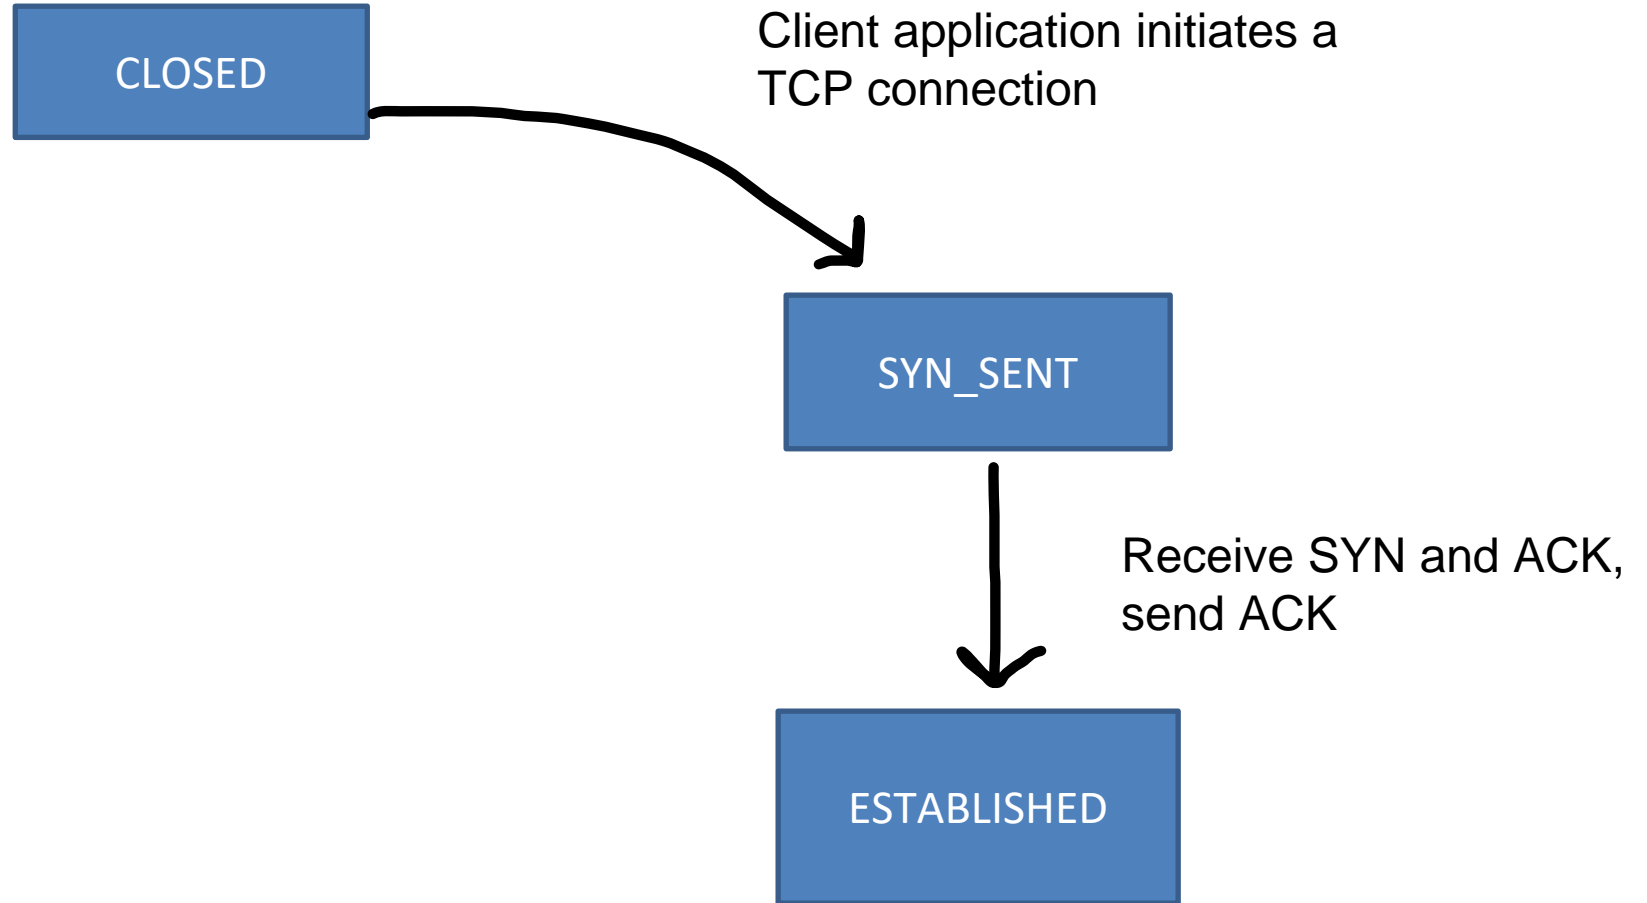 CLOSED
Client application initiates a
TCP connection
SYN_SENT
Receive SYN and ACK,
send ACK
ESTABLISHED